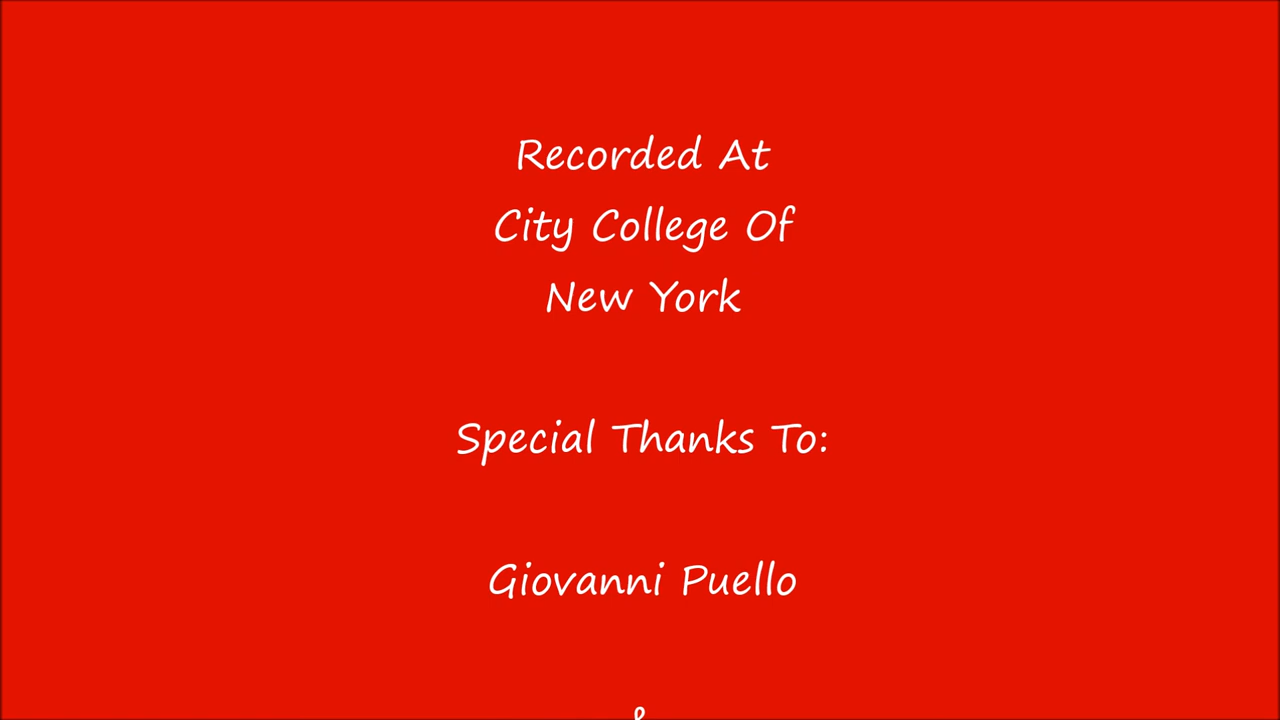 Recorded At
City College Of
New York
Special Thanks To:
Giovanni Puello